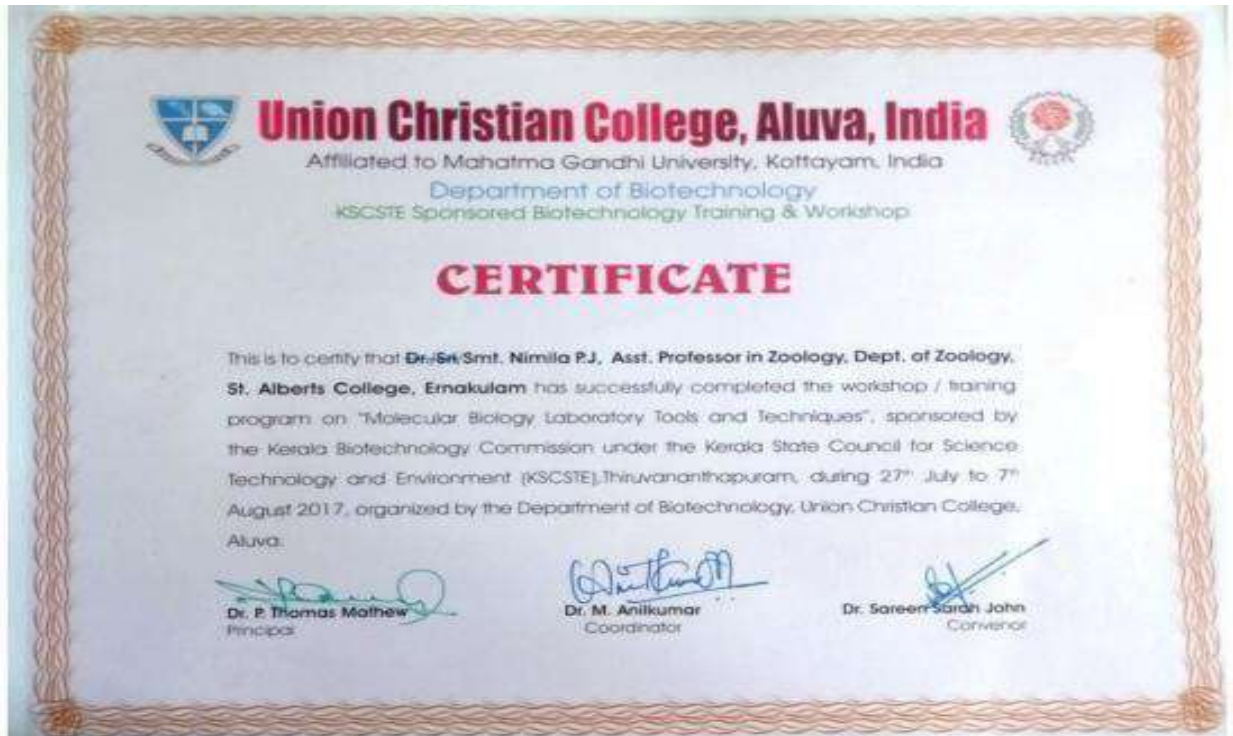 Union Christian College, Aluva, India
Affiliated to Mahatma Gandhi University, Kottayam, India
Department of Biotechnology
KSCSTE Sponsored Biotechnology Training & Workshop
CERTIFICATE
This is to certify that Dr./Sri/Smt. Nimila P.J, Asst. Professor in Zoology, Dept. of Zoology,
St. Alberts College, Ernakulam has successfully completed the workshop / training
program on "Molecular Biology Laboratory Tools and Techniques", sponsored by
the Kerala Biotechnology Commission under the Kerala State Council for Science
Technology and Environment (KSCSTE),Thiruvananthapuram, during 27th July to 7th
August 2017, organized by the Department of Biotechnology, Union Christian College,
Aluva.
Dr. P. Thomas Mathew
Principal
Dr. M. Anilkumar
Coordinator
Dr. Sareen Sarah John
Convenor